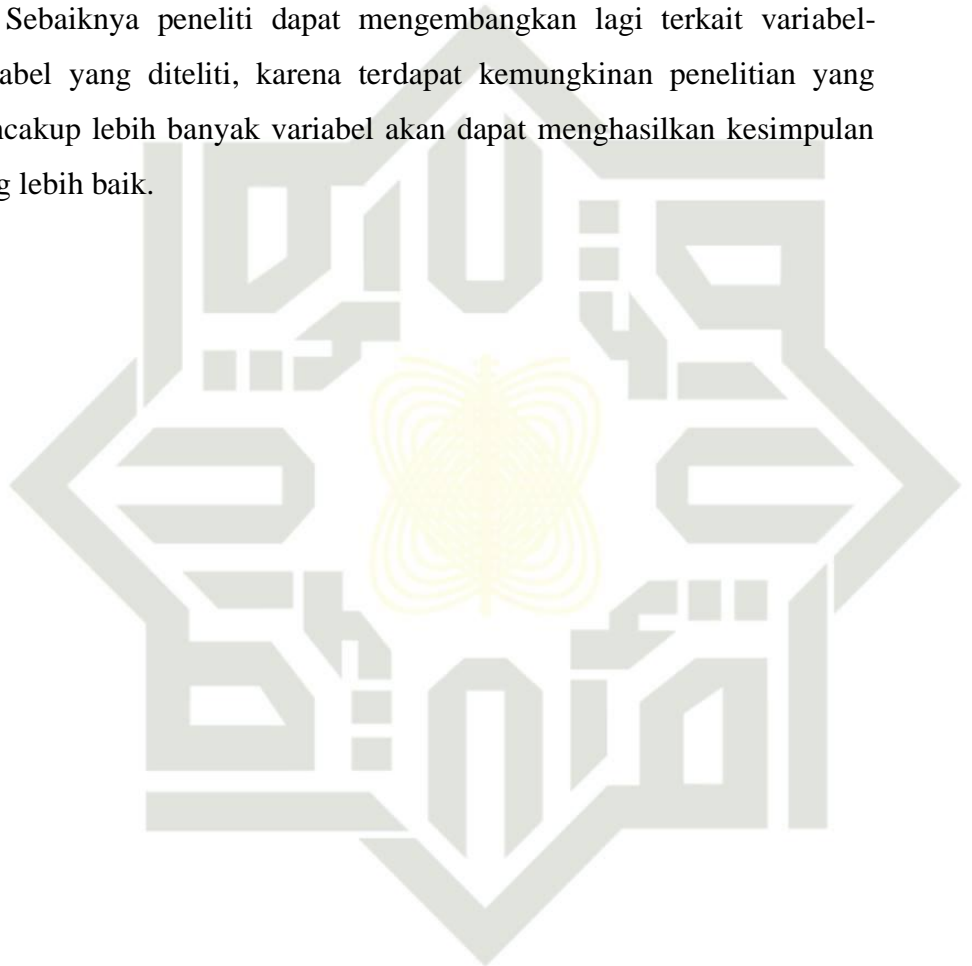 Sebaiknya peneliti dapat mengembangkan lagi terkait variabel-
abel yang diteliti, karena terdapat kemungkinan penelitian yang
ncakup lebih banyak variabel akan dapat menghasilkan kesimpulan
g lebih baik.